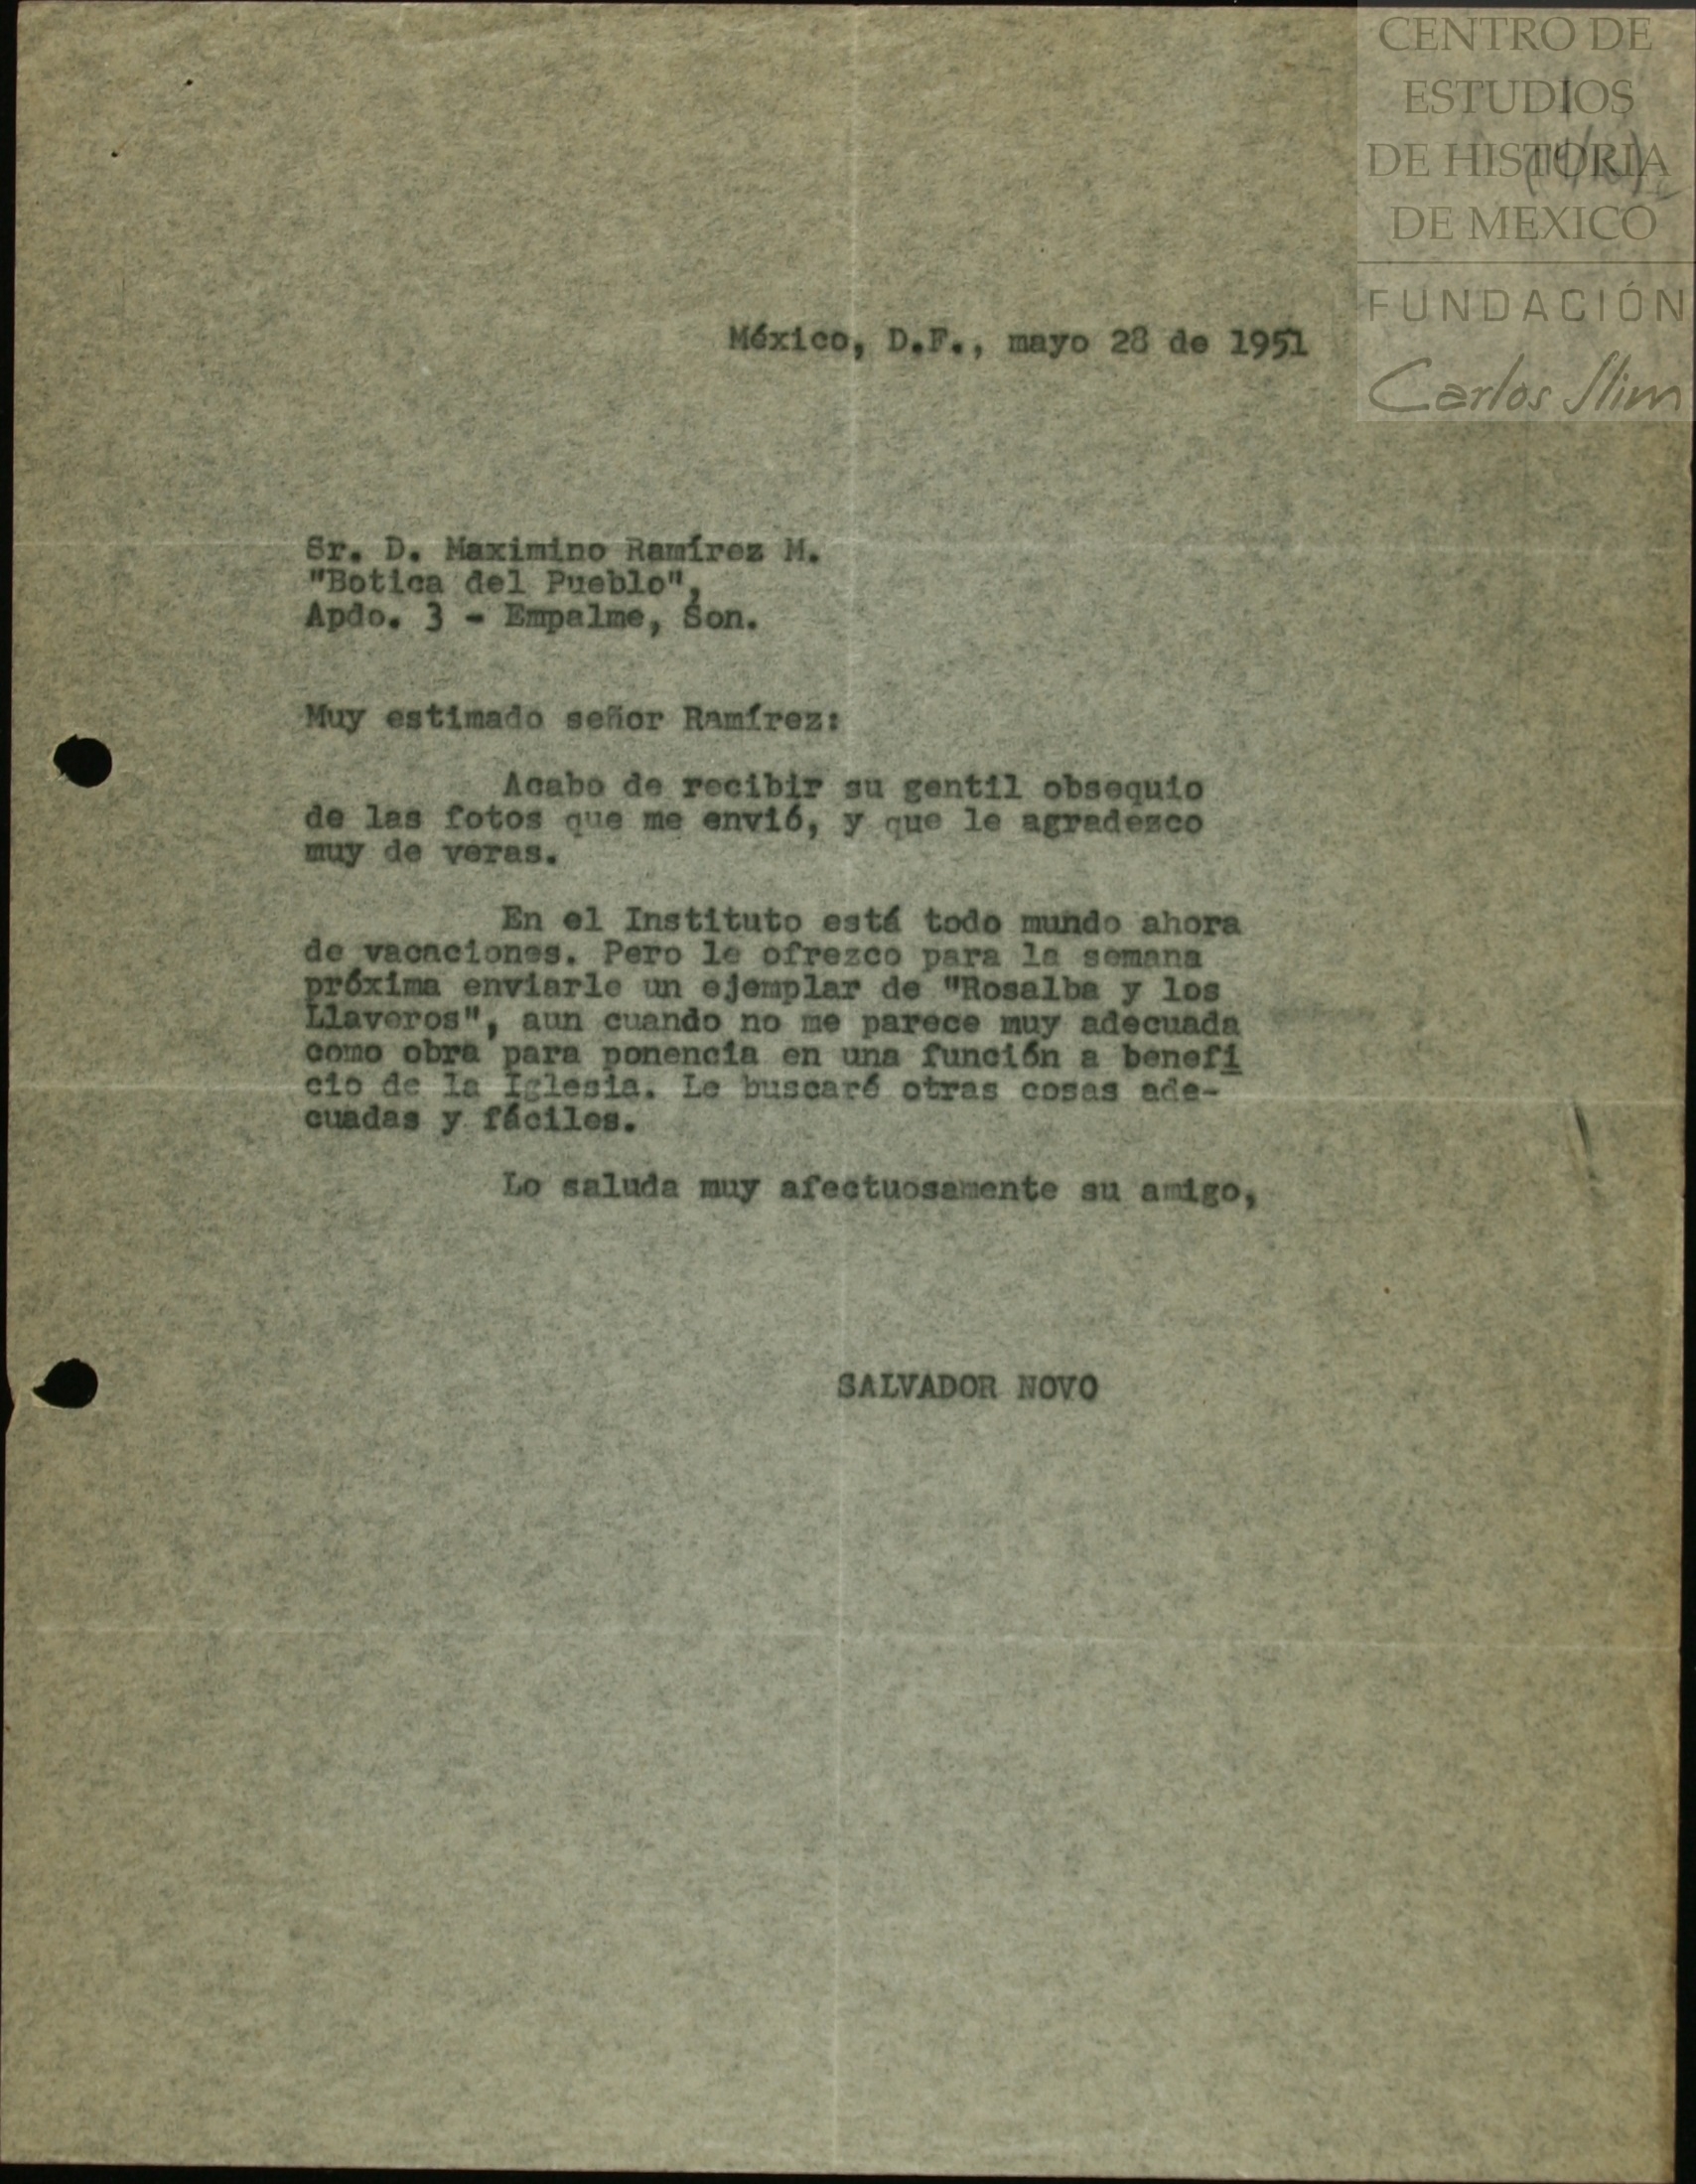 CENTRO DE
ESTUDIOS
DE HISTORIA
DE MEXICO
FUNDACIÓN
Carlos Slim
México, D.F., mayo 28 de 1951
Sr. D. Maximino Ramírez M.
"Botica del Pueblo",
Apdo. 3 - Empalme, Son.
Muy estimado señor Ramírez:
Acabo de recibir su gentil obsequio
de las fotos que me envió, y que le agradezco
muy de veras.
En el Instituto está todo mundo ahora
de vacaciones. Pero le ofrezco para la semana
próxima enviarle un ejemplar de "Rosalba y los
Llaveros", aun cuando no me parece muy adecuada
como obra para ponencia en una función a benefi
cio de la Iglesia. Le buscaré otras cosas ade-
cuadas y fáciles.
Lo saluda muy afectuosamente su amigo,
SALVADOR NOVO